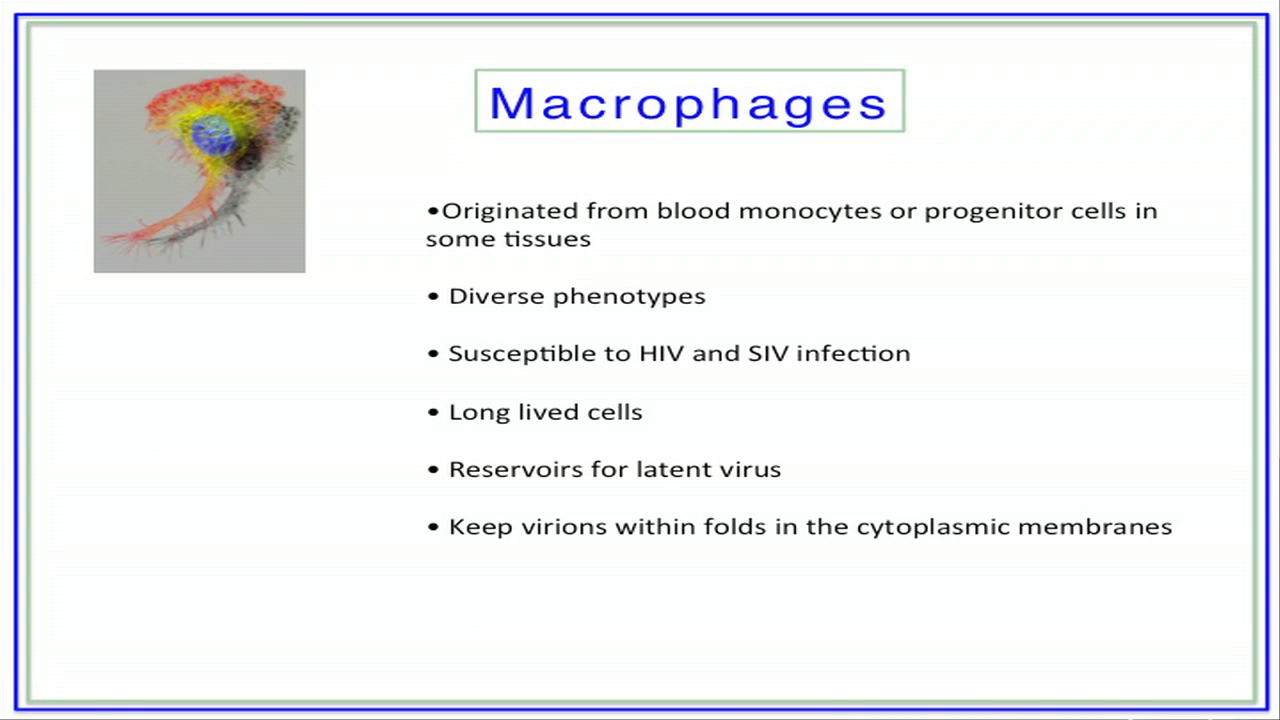 Macrophages
•Originated from blood monocytes or progenitor cells in
some tissues
• Diverse phenotypes
• Susceptible to HIV and SIV infection
• Long lived cells
• Reservoirs for latent virus
• Keep virions within folds in the cytoplasmic membranes